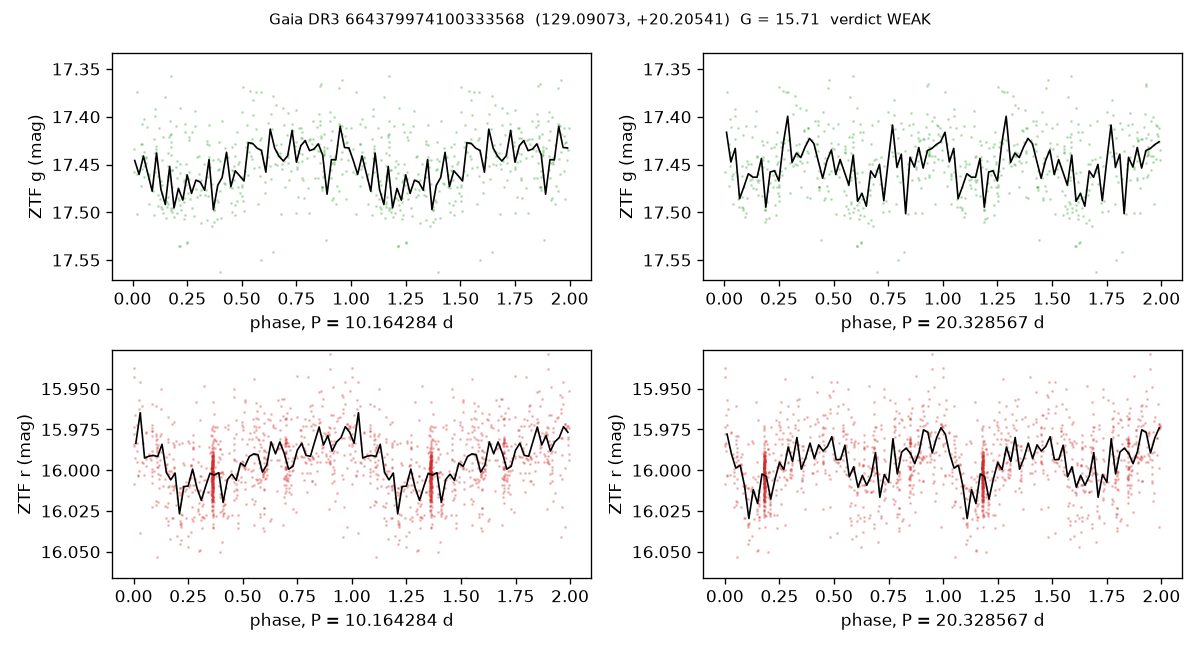 Gaia DR3 664379974100333568  (129.09073, +20.20541)  G = 15.71  verdict WEAK
ZTF g (mag)
17.35
17.40
17.45
17.50
17.55
0.00 0.25 0.50 0.75 1.00 1.25 1.50 1.75 2.00
phase, P = 10.164284 d
ZTF g (mag)
17.35
17.40
17.45
17.50
17.55
0.00 0.25 0.50 0.75 1.00 1.25 1.50 1.75 2.00
phase, P = 20.328567 d
ZTF r (mag)
15.950
15.975
16.000
16.025
16.050
0.00 0.25 0.50 0.75 1.00 1.25 1.50 1.75 2.00
phase, P = 10.164284 d
ZTF r (mag)
15.950
15.975
16.000
16.025
16.050
0.00 0.25 0.50 0.75 1.00 1.25 1.50 1.75 2.00
phase, P = 20.328567 d